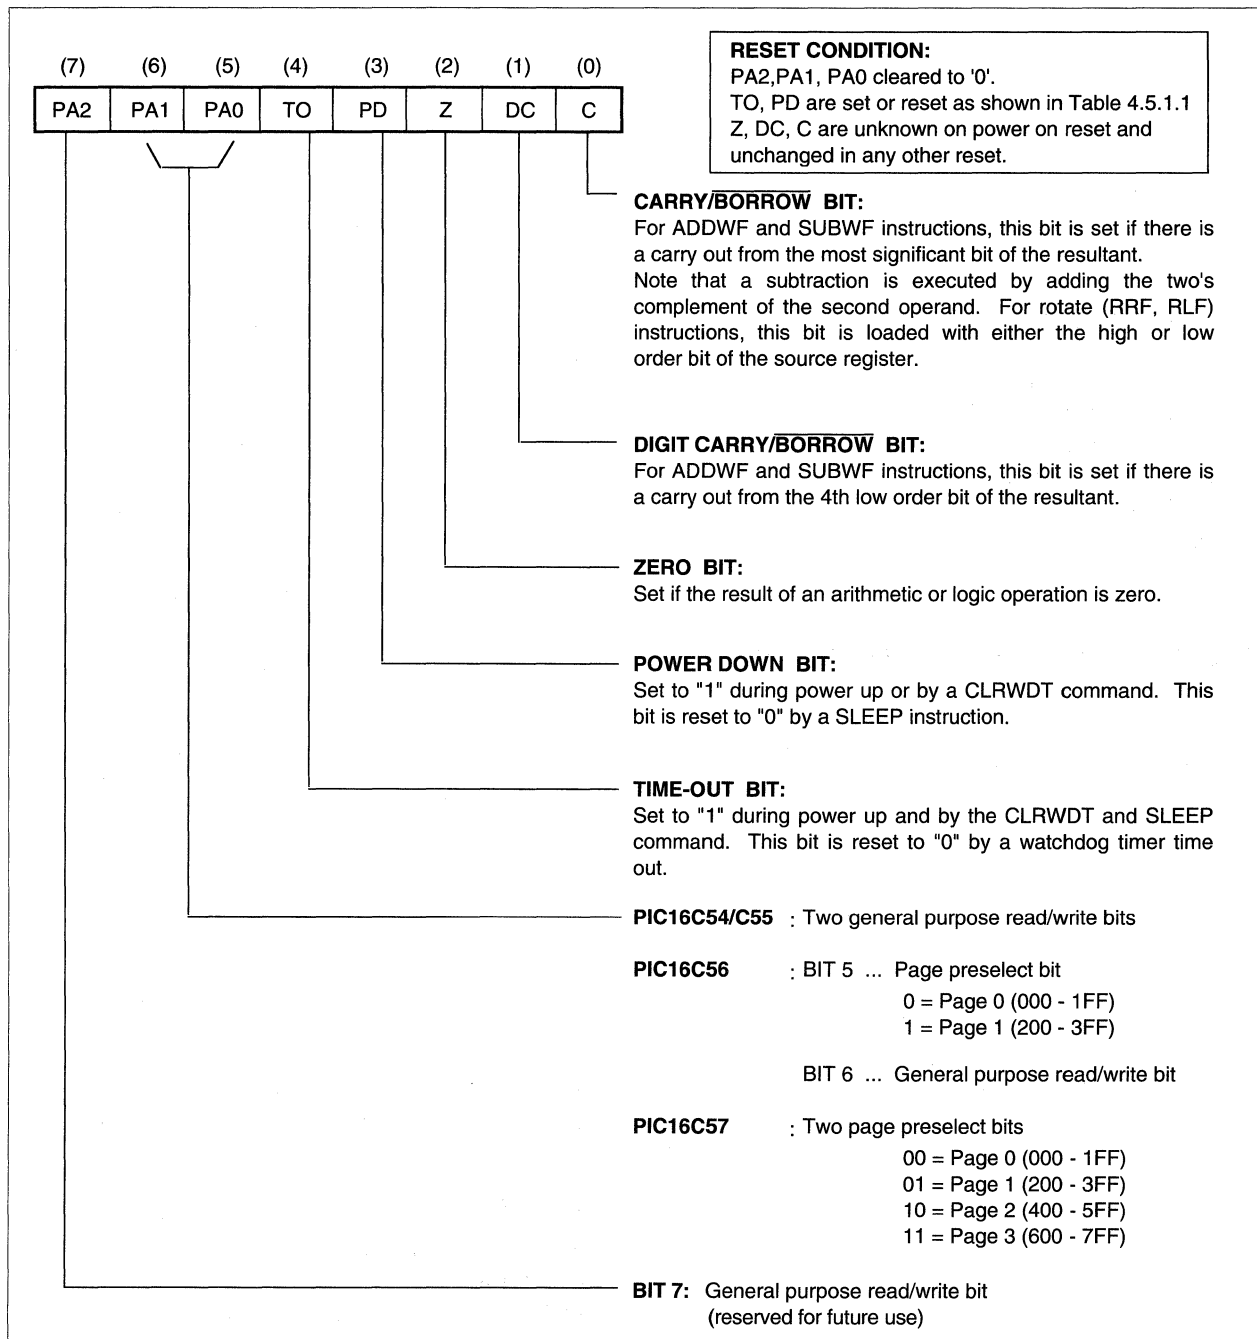 (7) (6) (5) (4) (3) (2) (1) (0)
PA2 PA1 PA0 TO PD Z DC C
RESET CONDITION:
PA2,PA1, PA0 cleared to '0'.
TO, PD are set or reset as shown in Table 4.5.1.1
Z, DC, C are unknown on power on reset and
unchanged in any other reset.
CARRY/BORROW BIT:
For ADDWF and SUBWF instructions, this bit is set if there is
a carry out from the most significant bit of the resultant.
Note that a subtraction is executed by adding the two's
complement of the second operand. For rotate (RRF, RLF)
instructions, this bit is loaded with either the high or low
order bit of the source register.
DIGIT CARRY/BORROW BIT:
For ADDWF and SUBWF instructions, this bit is set if there is
a carry out from the 4th low order bit of the resultant.
ZERO BIT:
Set if the result of an arithmetic or logic operation is zero.
POWER DOWN BIT:
Set to "1" during power up or by a CLRWDT command. This
bit is reset to "0" by a SLEEP instruction.
TIME-OUT BIT:
Set to "1" during power up and by the CLRWDT and SLEEP
command. This bit is reset to "0" by a watchdog timer time
out.
PIC16C54/C55 : Two general purpose read/write bits
PIC16C56 : BIT 5 ... Page preselect bit
0 = Page 0 (000 - 1FF)
1 = Page 1 (200 - 3FF)
BIT 6 ... General purpose read/write bit
PIC16C57 : Two page preselect bits
00 = Page 0 (000 - 1FF)
01 = Page 1 (200 - 3FF)
10 = Page 2 (400 - 5FF)
11 = Page 3 (600 - 7FF)
BIT 7: General purpose read/write bit
(reserved for future use)